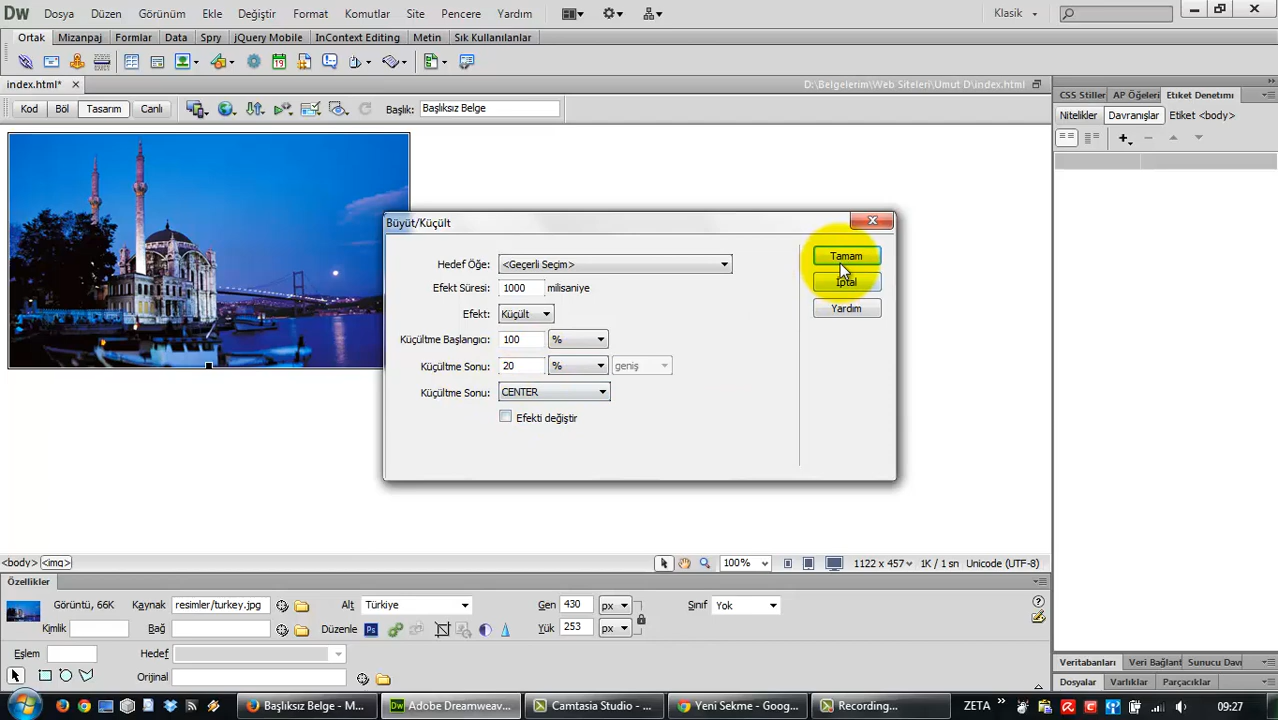 Dw Dosya Düzen Görünüm Ekle Değiştir Format Komutlar Site Pencere Yardım Klasik
Ortak Mizanpaj Formlar Data Spry jQuery Mobile InContext Editing Metin Sık Kullanılanlar
index.html* D:\Belgelerim\Web Siteleri\Umut D\index.html
CSS Stiller AP Öğeleri Etiket Denetimi
Kod Böl Tasarım Canlı Başlık: Başlıksız Belge
Nitelikler Davranışlar Etiket <body>
Büyüt/Küçült
Hedef Öğe: <Geçerli Seçim> Tamam
Efekt Süresi: 1000 milisaniye İptal
Efekt: Küçült Yardım
Küçültme Başlangıcı: 100 %
Küçültme Sonu: 20 % geniş
Küçültme Sonu: CENTER
Efekti değiştir
<body> <img> 100% 1122 x 457 1K / 1 sn Unicode (UTF-8)
Özellikler
Görüntü, 66K Kaynak resimler/turkey.jpg Alt Türkiye Gen 430 px Sınıf Yok
Kimlik Bağ Düzenle Ps Yük 253 px
Eşlem Hedef
Orijinal
Veritabanları Veri Bağlant Sunucu Davı
Dosyalar Varlıklar Parçacıklar
Başlıksız Belge - M... Adobe Dreamweav... Camtasia Studio - ... Yeni Sekme - Goog... Recording... ZETA 09:27